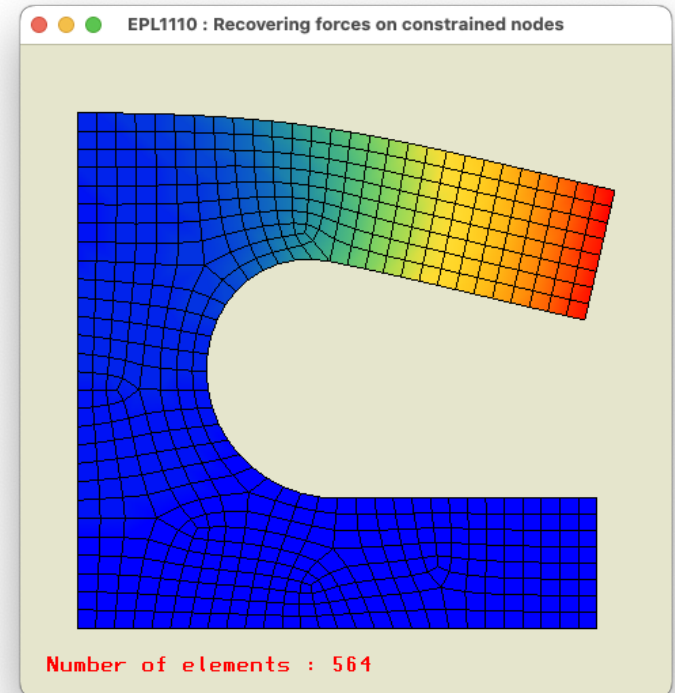 EPL1110 : Recovering forces on constrained nodes
Number of elements : 564